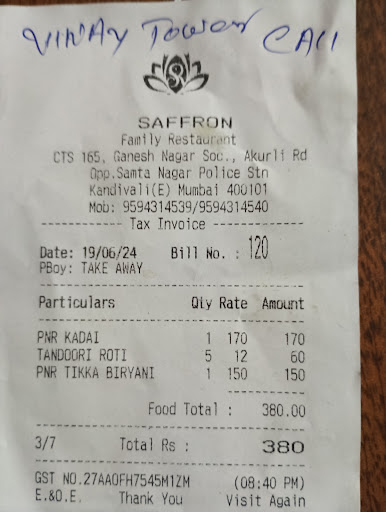 VINAY Tower CAll
SAFFRON
Family Restaurant
CTS 165, Ganesh Nagar Soc., Akurli Rd
Opp.Samta Nagar Police Stn
Kandivali(E) Mumbai 400101
Mob: 9594314539/9594314540
Tax Invoice
Date: 19/06/24 Bill No. : 120
PBoy: TAKE AWAY
Particulars Qty Rate Amount
PNR KADAI 1 170 170
TANDOORI ROTI 5 12 60
PNR TIKKA BIRYANI 1 150 150
Food Total : 380.00
3/7 Total Rs : 380
GST NO.27AAOFH7545M1ZM (08:40 PM)
E.&O.E. Thank You Visit Again